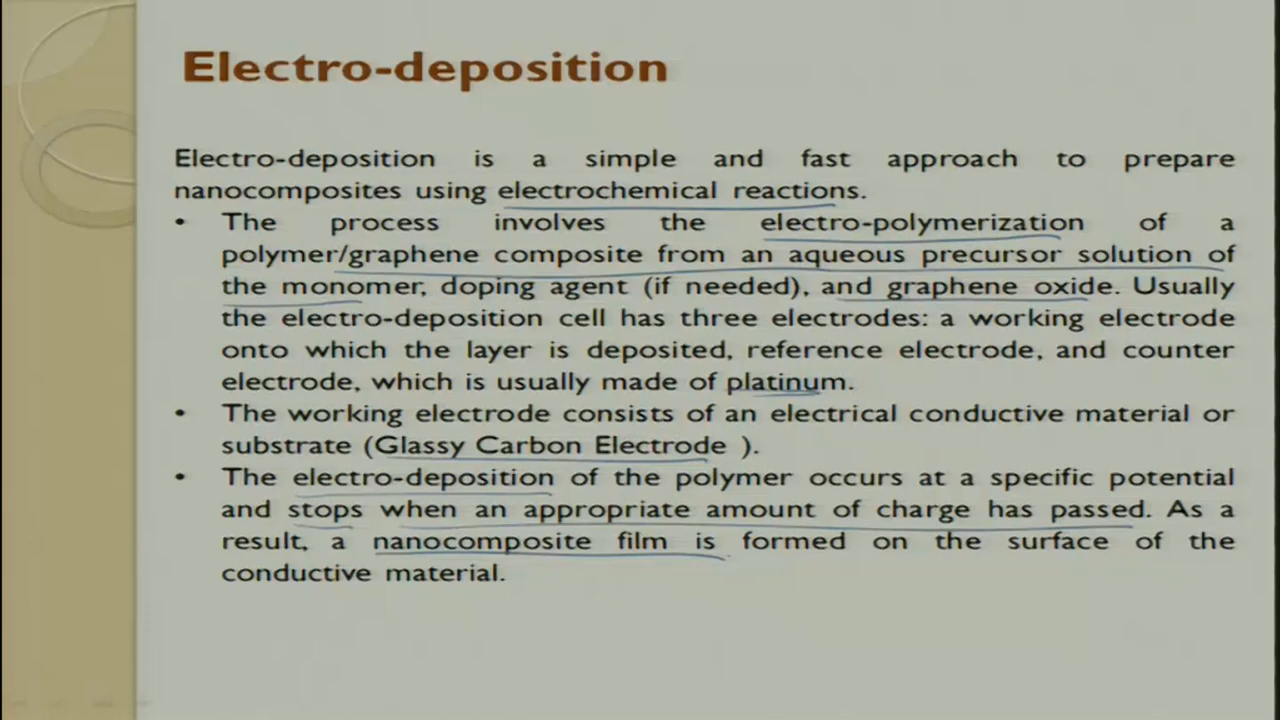 Electro-deposition
Electro-deposition is a simple and fast approach to prepare
nanocomposites using electrochemical reactions.
• The process involves the electro-polymerization of a
polymer/graphene composite from an aqueous precursor solution of
the monomer, doping agent (if needed), and graphene oxide. Usually
the electro-deposition cell has three electrodes: a working electrode
onto which the layer is deposited, reference electrode, and counter
electrode, which is usually made of platinum.
• The working electrode consists of an electrical conductive material or
substrate (Glassy Carbon Electrode ).
• The electro-deposition of the polymer occurs at a specific potential
and stops when an appropriate amount of charge has passed. As a
result, a nanocomposite film is formed on the surface of the
conductive material.